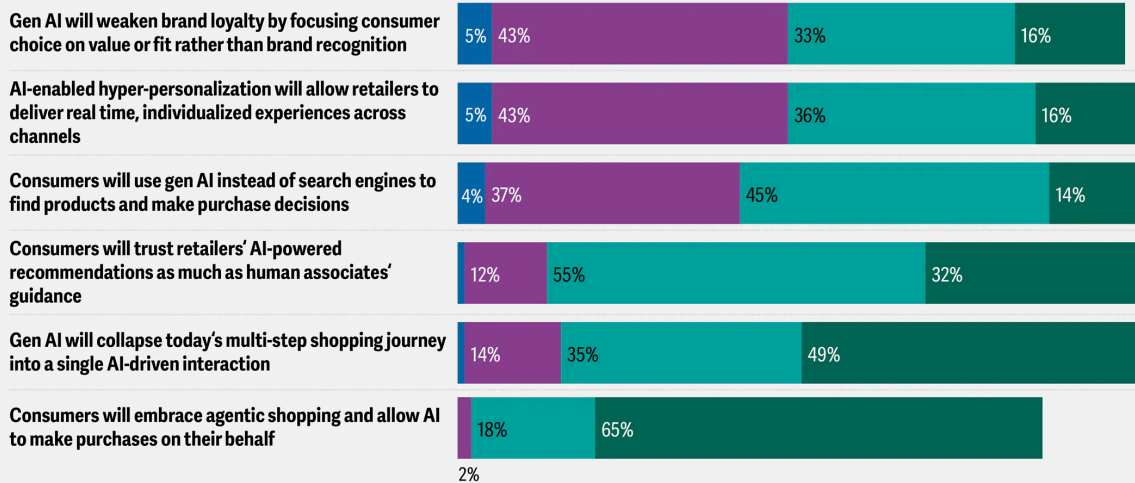 Gen AI will weaken brand loyalty by focusing consumer
choice on value or fit rather than brand recognition
5% 43% 33% 16%
AI-enabled hyper-personalization will allow retailers to
deliver real time, individualized experiences across
channels
5% 43% 36% 16%
Consumers will use gen AI instead of search engines to
find products and make purchase decisions
4% 37% 45% 14%
Consumers will trust retailers’ AI-powered
recommendations as much as human associates’
guidance
12% 55% 32%
Gen AI will collapse today’s multi-step shopping journey
into a single AI-driven interaction
14% 35% 49%
Consumers will embrace agentic shopping and allow AI
to make purchases on their behalf
18% 65%
2%